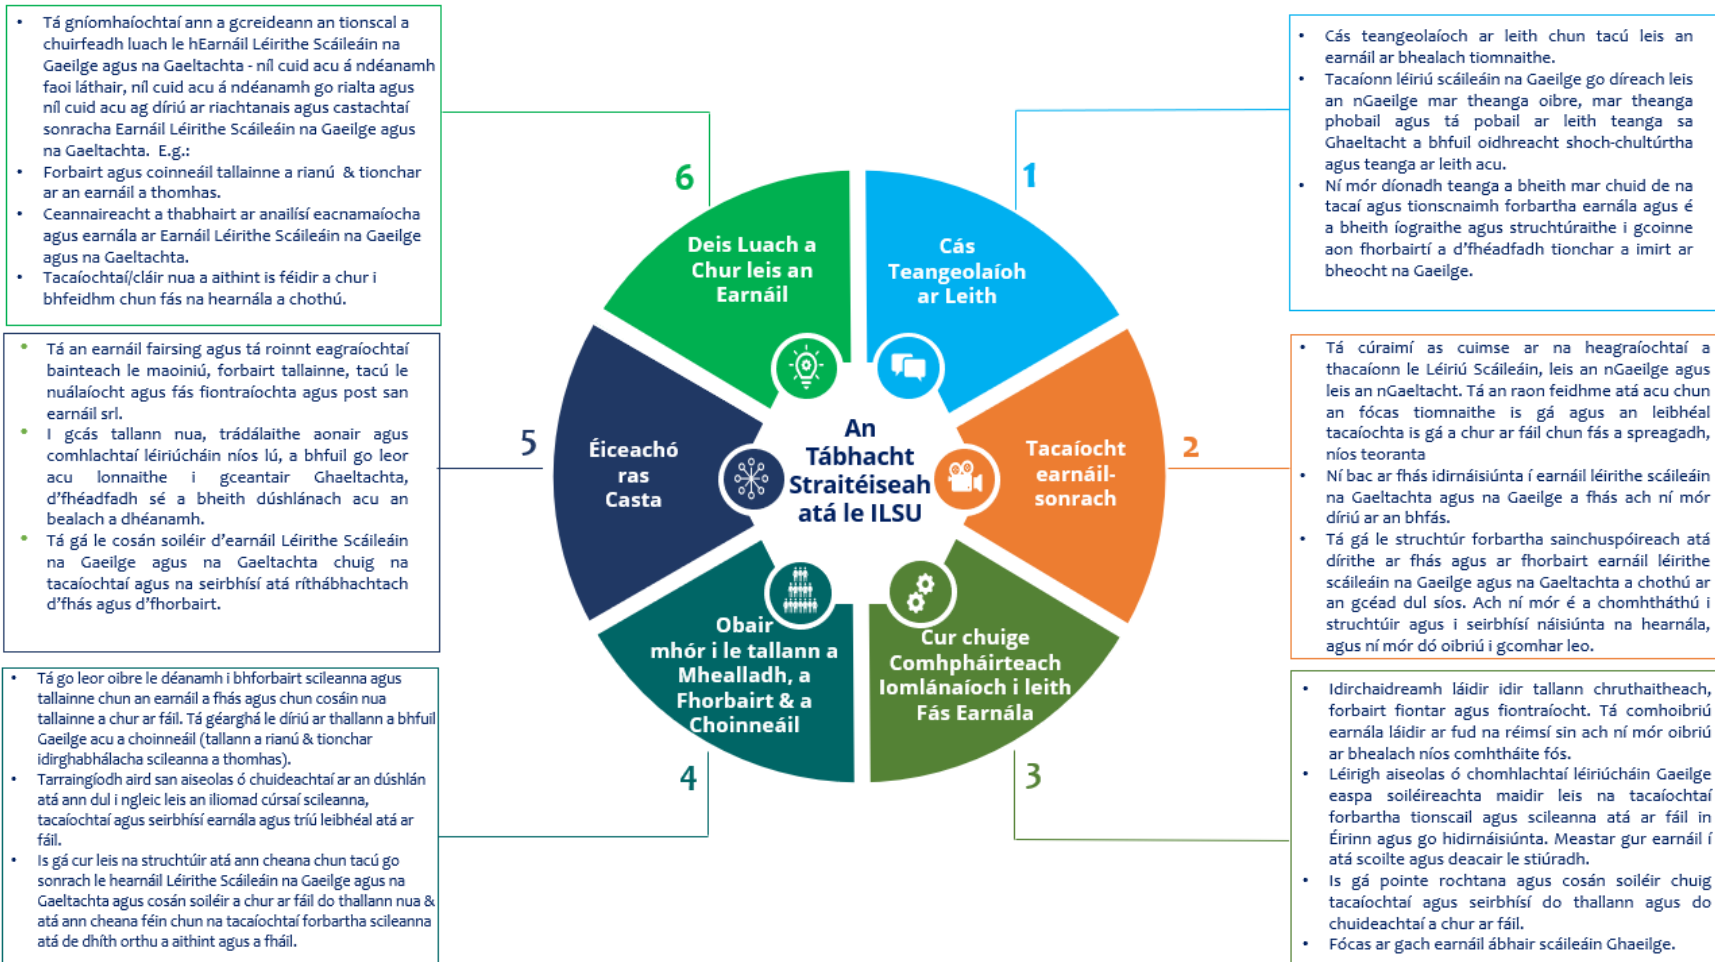 • Tá gníomhaíochtaí ann a gcreideann an tionscal a
chuirfeadh luach le hEarnáil Léirithe Scáileáin na
Gaeilge agus na Gaeltachta - níl cuid acu á ndéanamh
faoi láthair, níl cuid acu á ndéanamh go rialta agus
níl cuid acu ag díriú ar riachtanais agus castachtaí
sonracha Earnáil Léirithe Scáileáin na Gaeilge agus
na Gaeltachta. E.g.:
• Forbairt agus coinneáil tallainne a rianú & tionchar
ar an earnáil a thomhas.
• Ceannaireacht a thabhairt ar anailísí eacnamaíocha
agus earnála ar Earnáil Léirithe Scáileáin na Gaeilge
agus na Gaeltachta.
• Tacaíochtaí/cláir nua a aithint is féidir a chur i
bhfeidhm chun fás na hearnála a chothú.
• Tá an earnáil fairsing agus tá roinnt eagraíochtaí
bainteach le maoiniú, forbairt tallainne, tacú le
nuálaíocht agus fás fiontraíochta agus post san
earnáil srl.
• I gcás tallann nua, trádálaithe aonair agus
comhlachtaí léiriúcháin níos lú, a bhfuil go leor
acu lonnaithe i gceantair Ghaeltachta,
d'fhéadfadh sé a bheith dúshlánach acu an
bealach a dhéanamh.
• Tá gá le cosán soiléir d'earnáil Léirithe Scáileáin
na Gaeilge agus na Gaeltachta chuig na
tacaíochtaí agus na seirbhísí atá ríthábhachtach
d'fhás agus d'fhorbairt.
• Tá go leor oibre le déanamh i bhforbairt scileanna agus
tallainne chun an earnáil a fhás agus chun cosáin nua
tallainne a chur ar fáil. Tá géarghá le díriú ar thallann a bhfuil
Gaeilge acu a choinneáil (tallann a rianú & tionchar
idirghabhálacha scileanna a thomhas).
• Tarraingíodh aird san aiseolas ó chuideachtaí ar an dúshlán
atá ann dul i ngleic leis an iliomad cúrsaí scileanna,
tacaíochtaí agus seirbhísí earnála agus tríú leibhéal atá ar
fáil.
• Is gá cur leis na struchtúir atá ann cheana chun tacú go
sonrach le hearnáil Léirithe Scáileáin na Gaeilge agus na
Gaeltachta agus cosán soiléir a chur ar fáil do thallann nua &
atá ann cheana féin chun na tacaíochtaí forbartha scileanna
atá de dhíth orthu a aithint agus a fháil.
6
Deis Luach a
Chur leis an
Earnáil
1
Cás
Teangeolaíoh
ar Leith
5
Éiceachó
ras
Casta
An
Tábhacht
Straitéiseah
atá le ILSU
Tacaíocht
earnáil-
sonrach
2
Obair
mhór i le tallann a
Mhealladh, a
Fhorbairt & a
Choinneáil
4
Cur chuige
Comhpháirteach
Iomlánaíoch i leith
Fás Earnála
3
• Cás teangeolaíoch ar leith chun tacú leis an
earnáil ar bhealach tiomnaithe.
• Tacaíonn léiriú scáileáin na Gaeilge go díreach leis
an nGaeilge mar theanga oibre, mar theanga
phobail agus tá pobail ar leith teanga sa
Ghaeltacht a bhfuil oidhreacht shoch-chultúrtha
agus teanga ar leith acu.
• Ní mór díonadh teanga a bheith mar chuid de na
tacaí agus tionscnaimh forbartha earnála agus é
a bheith íograithe agus struchtúraithe i gcoinne
aon fhorbairtí a d'fhéadfadh tionchar a imirt ar
bheocht na Gaeilge.
• Tá cúraimí as cuimse ar na heagraíochtaí a
thacaíonn le Léiriú Scáileáin, leis an nGaeilge agus
leis an nGaeltacht. Tá an raon feidhme atá acu chun
an fócas tiomnaithe is gá agus an leibhéal
tacaíochta is gá a chur ar fáil chun fás a spreagadh,
níos teoranta
• Ní bac ar fhás idirnáisiúnta í earnáil léirithe scáileáin
na Gaeltachta agus na Gaeilge a fhás ach ní mór
díriú ar an bhfás.
• Tá gá le struchtúr forbartha sainchuspóireach atá
dírithe ar fhás agus ar fhorbairt earnáil léirithe
scáileáin na Gaeilge agus na Gaeltachta a chothú ar
an gcéad dul síos. Ach ní mór é a chomhtháthú i
struchtúir agus i seirbhísí náisiúnta na hearnála,
agus ní mór dó oibriú i gcomhar leo.
• Idirchaidreamh láidir idir tallann chruthaitheach,
forbairt fiontar agus fiontraíocht. Tá comhoibriú
earnála láidir ar fud na réimsí sin ach ní mór oibriú
ar bhealach níos comhtháite fós.
• Léirigh aiseolas ó chomhlachtaí léiriúcháin Gaeilge
easpa soiléireachta maidir leis na tacaíochtaí
forbartha tionscail agus scileanna atá ar fáil in
Éirinn agus go hidirnáisiúnta. Meastar gur earnáil í
atá scoilte agus deacair le stiúradh.
• Is gá pointe rochtana agus cosán soiléir chuig
tacaíochtaí agus seirbhísí do thallann agus do
chuideachtaí a chur ar fáil.
• Fócas ar gach earnáil ábhair scáileáin Ghaeilge.